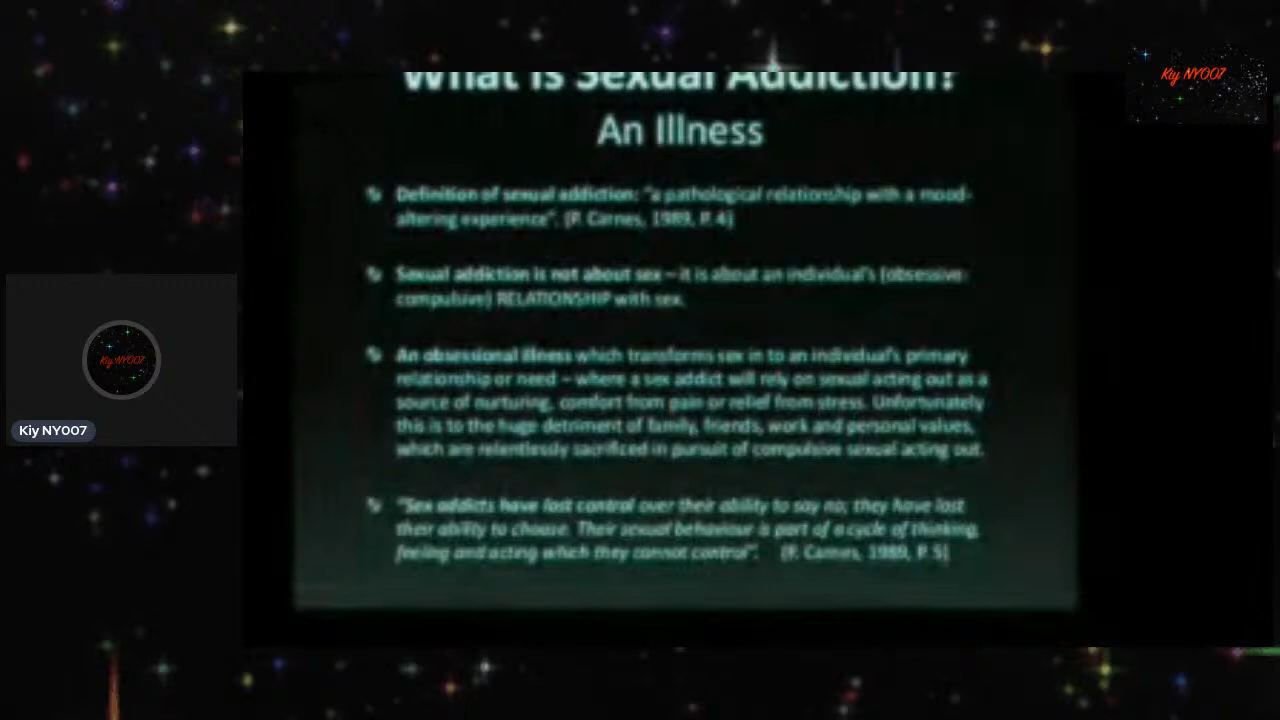 What is Sexual Addiction?
Kiy NY007
An Illness
Definition of sexual addiction: "a pathological relationship with a mood-
altering experience". (P. Carnes, 1989, P. 4)
Sexual addiction is not about sex – it is about an individual's (obsessive-
compulsive) RELATIONSHIP with sex.
An obsessional illness which transforms sex in to an individual's primary
relationship or need – where a sex addict will rely on sexual acting out as a
source of nurturing, comfort from pain or relief from stress. Unfortunately
this is to the huge detriment of family, friends, work and personal values,
which are relentlessly sacrificed in pursuit of compulsive sexual acting out.
"Sex addicts have lost control over their ability to say no; they have lost
their ability to choose. Their sexual behaviour is part of a cycle of thinking,
feeling and acting which they cannot control". (P. Carnes, 1989, P. 5)
Kiy NY007
Kiy NY007